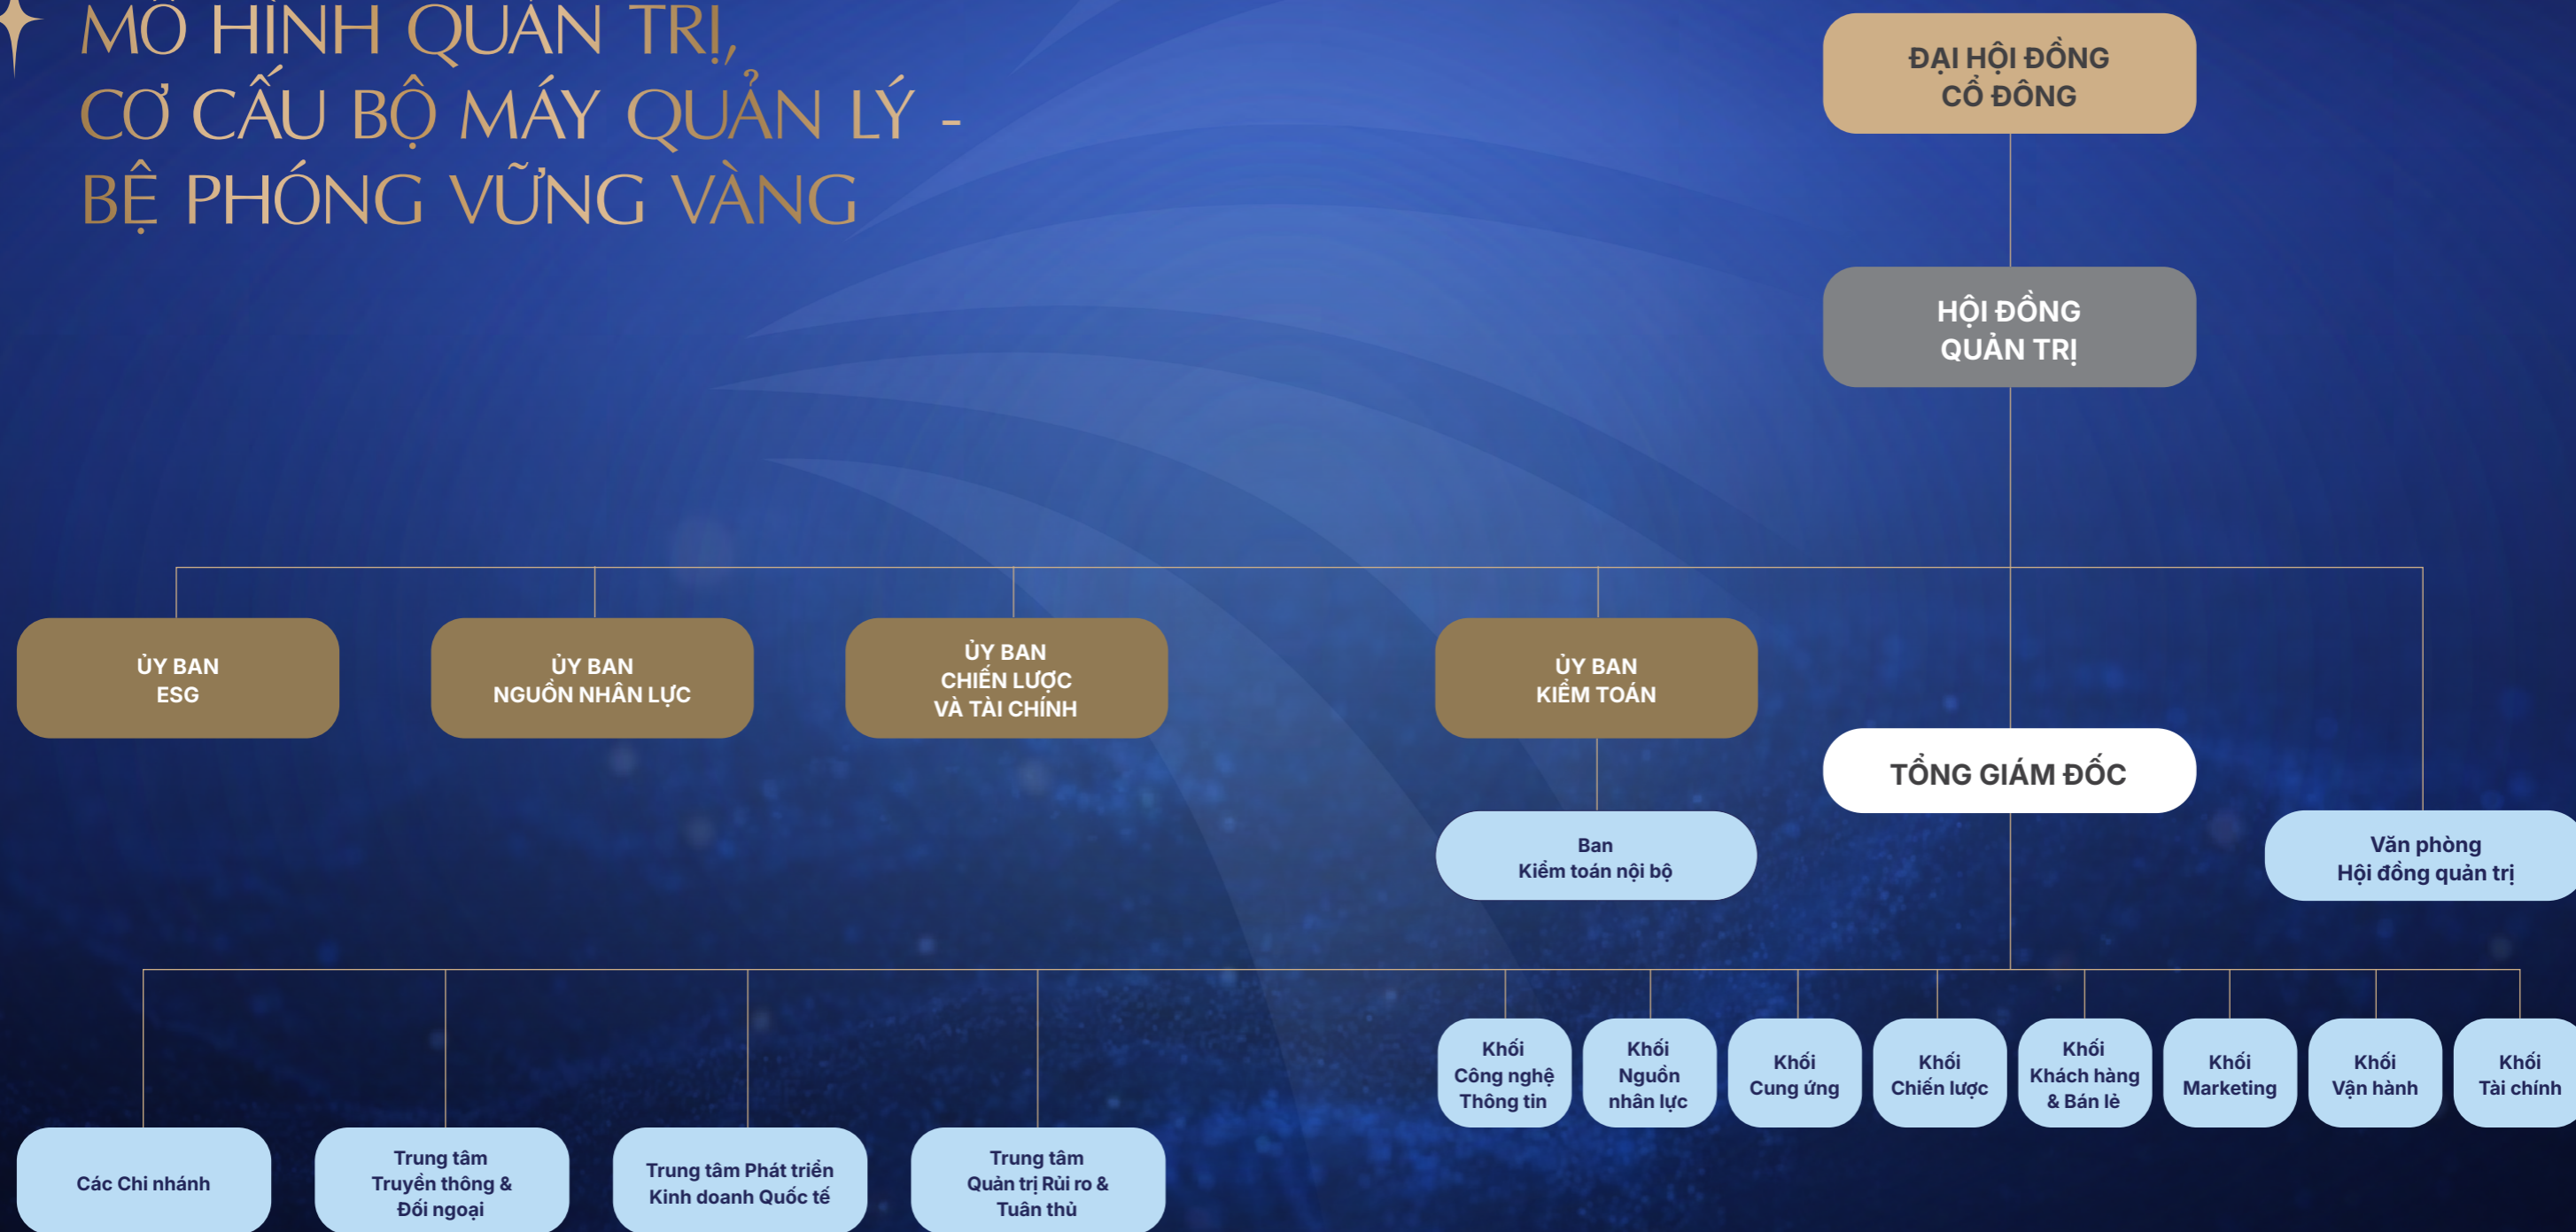 MÔ HÌNH QUẢN TRỊ,
CƠ CẤU BỘ MÁY QUẢN LÝ -
BỆ PHÓNG VỮNG VÀNG
ĐẠI HỘI ĐỒNG
CỔ ĐÔNG
HỘI ĐỒNG
QUẢN TRỊ
ỦY BAN
ESG
ỦY BAN
NGUỒN NHÂN LỰC
ỦY BAN
CHIẾN LƯỢC
VÀ TÀI CHÍNH
ỦY BAN
KIỂM TOÁN
TỔNG GIÁM ĐỐC
Ban
Kiểm toán nội bộ
Văn phòng
Hội đồng quản trị
Khối
Công nghệ
Thông tin
Khối
Nguồn
nhân lực
Khối
Cung ứng
Khối
Chiến lược
Khối
Khách hàng
& Bán lẻ
Khối
Marketing
Khối
Vận hành
Khối
Tài chính
Các Chi nhánh
Trung tâm
Truyền thông &
Đối ngoại
Trung tâm Phát triển
Kinh doanh Quốc tế
Trung tâm
Quản trị Rủi ro &
Tuân thủ